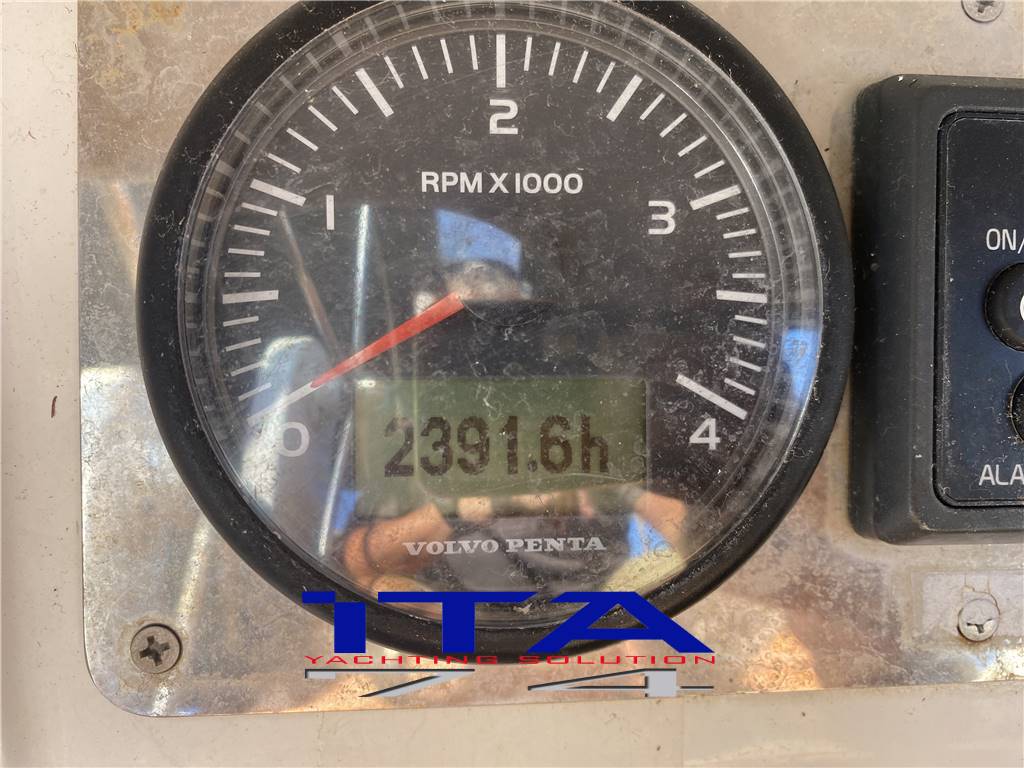 2
RPM X 1000
1
3
ON/
0
2391.6h
4
ALA
VOLVO PENTA
ITA
YACHTING SOLUTION
74